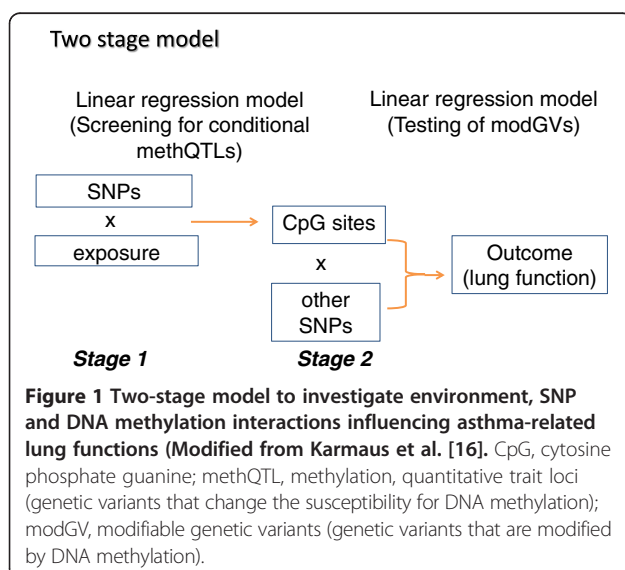 Two stage model
Linear regression model
(Screening for conditional
methQTLs)
Linear regression model
(Testing of modGVs)
SNPs
x
exposure
CpG sites
x
other
SNPs
Outcome
(lung function)
Stage 1
Stage 2
Figure 1 Two-stage model to investigate environment, SNP
and DNA methylation interactions influencing asthma-related
lung functions (Modified from Karmaus et al. [16]. CpG, cytosine
phosphate guanine; methQTL, methylation, quantitative trait loci
(genetic variants that change the susceptibility for DNA methylation);
modGV, modifiable genetic variants (genetic variants that are modified
by DNA methylation).